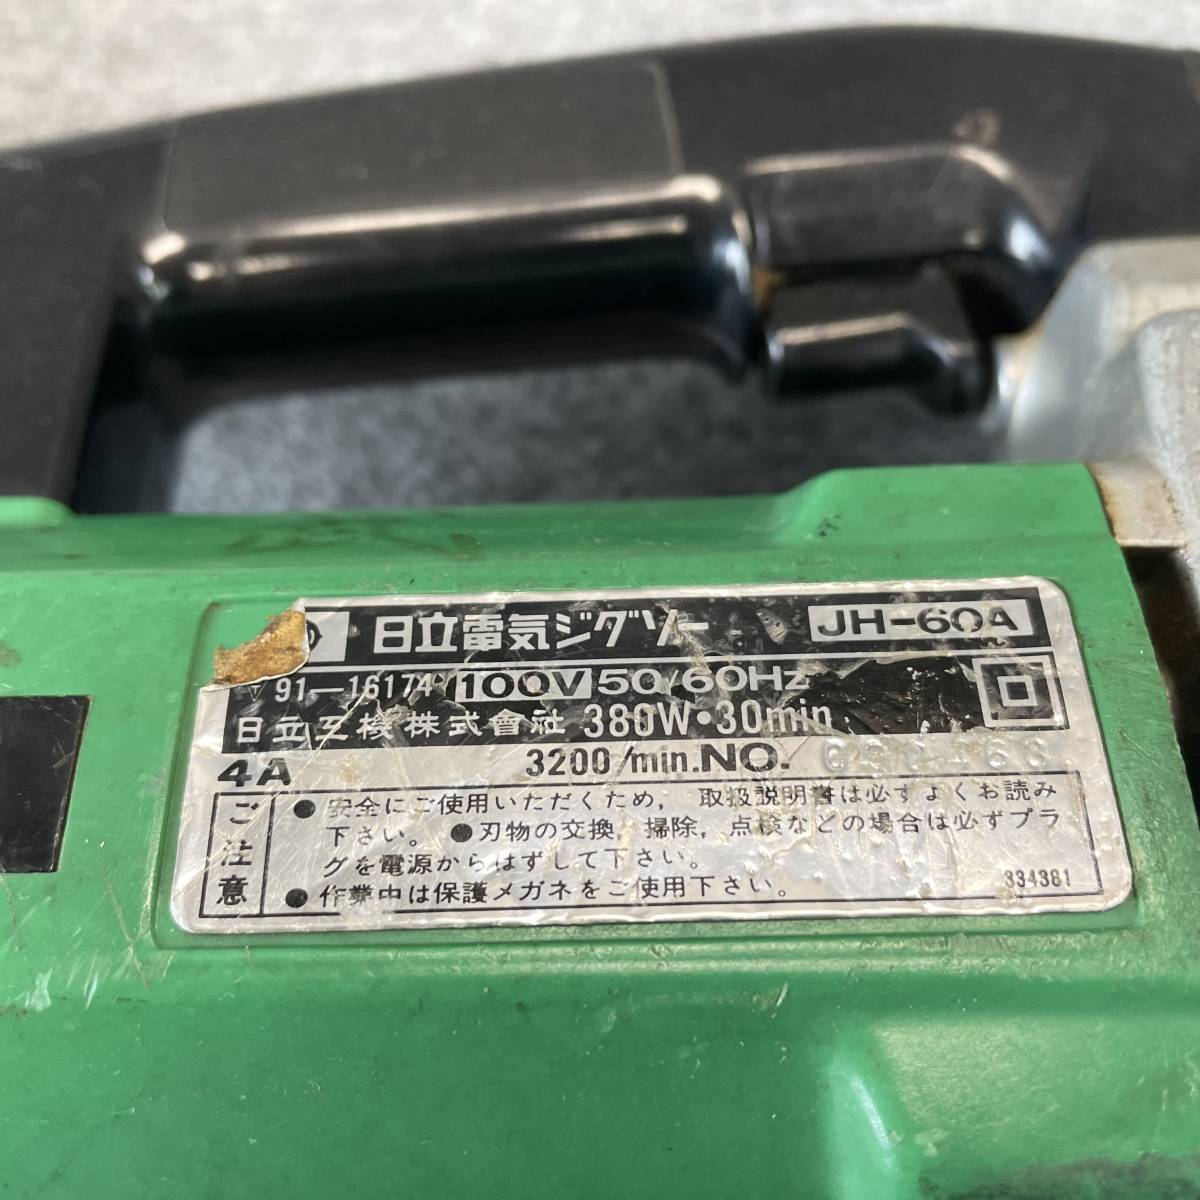 日立電気ジグソー JH-60A
▽ 91-16174 100V 50/60Hz
日立工機株式會社 380W・30min
4A 3200/min. NO.
ご注意
● 安全にご使用いただくため, 取扱説明書は必ずよくお読み
下さい。 ● 刃物の交換, 掃除, 点検などの場合は必ずプラ
グを電源からはずして下さい。
● 作業中は保護メガネをご使用下さい。
334381